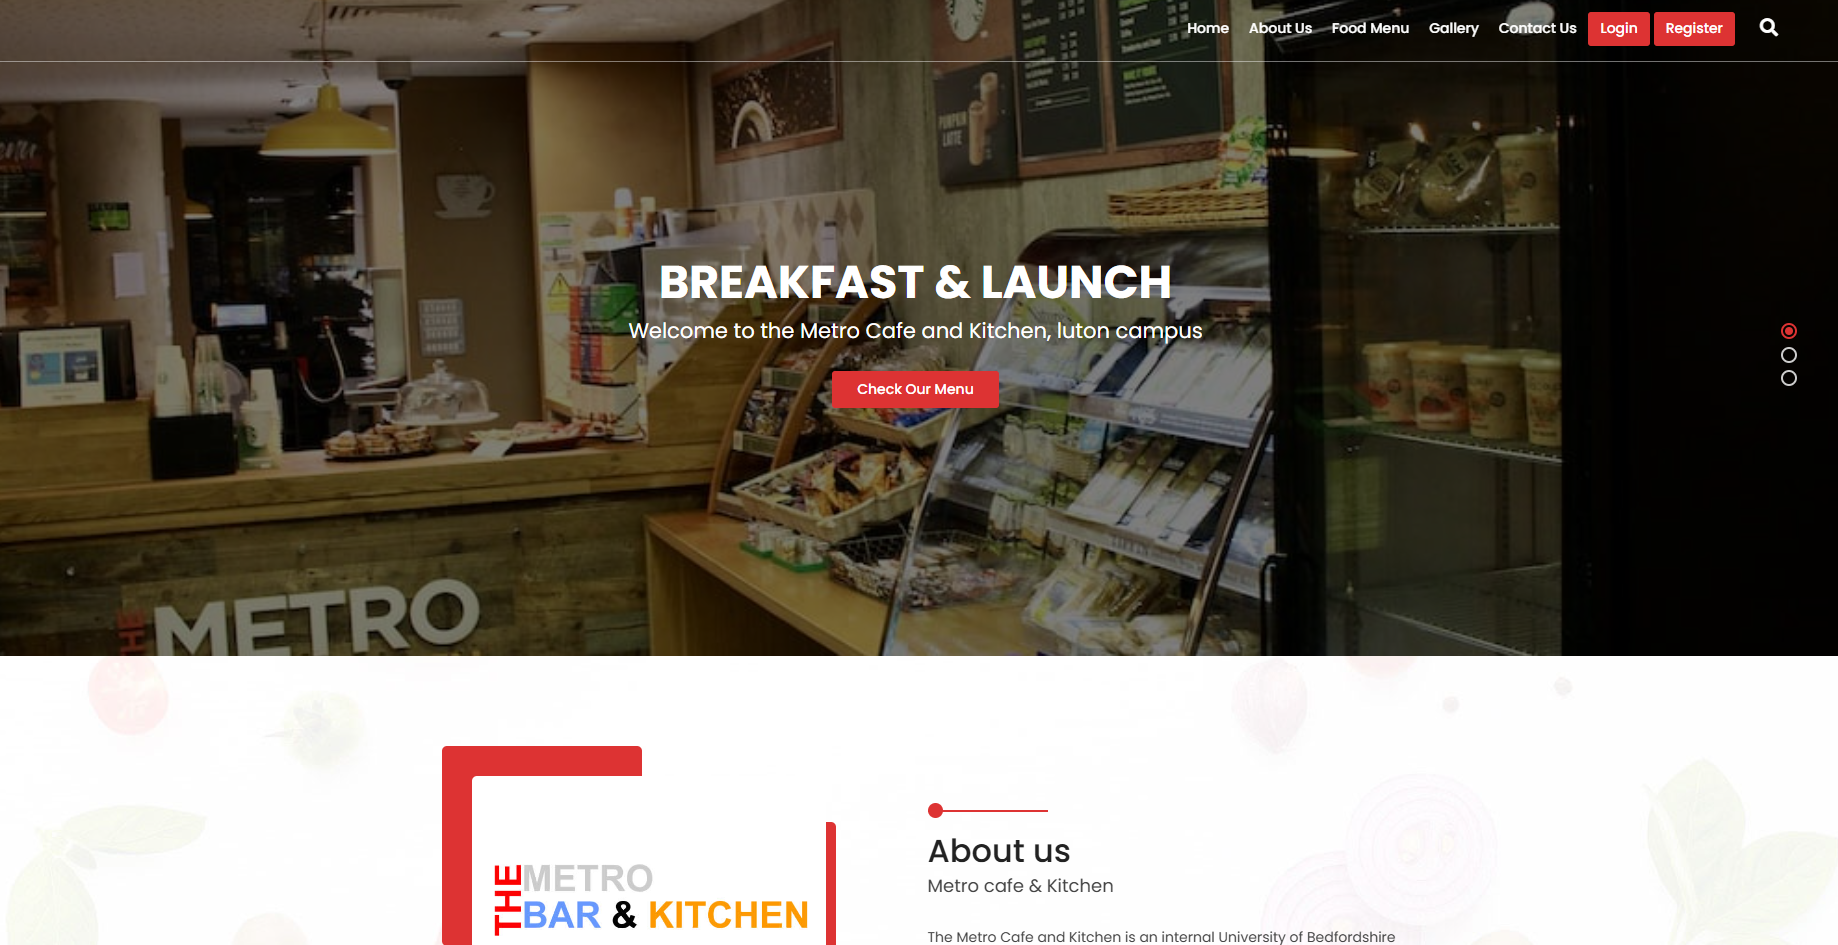 Home About Us Food Menu Gallery Contact Us Login Register
PUMPKIN
LATTE
BREAKFAST & LAUNCH
Welcome to the Metro Cafe and Kitchen, luton campus
Check Our Menu
THE METRO
THE METRO
BAR & KITCHEN
About us
Metro cafe & Kitchen
The Metro Cafe and Kitchen is an internal University of Bedfordshire